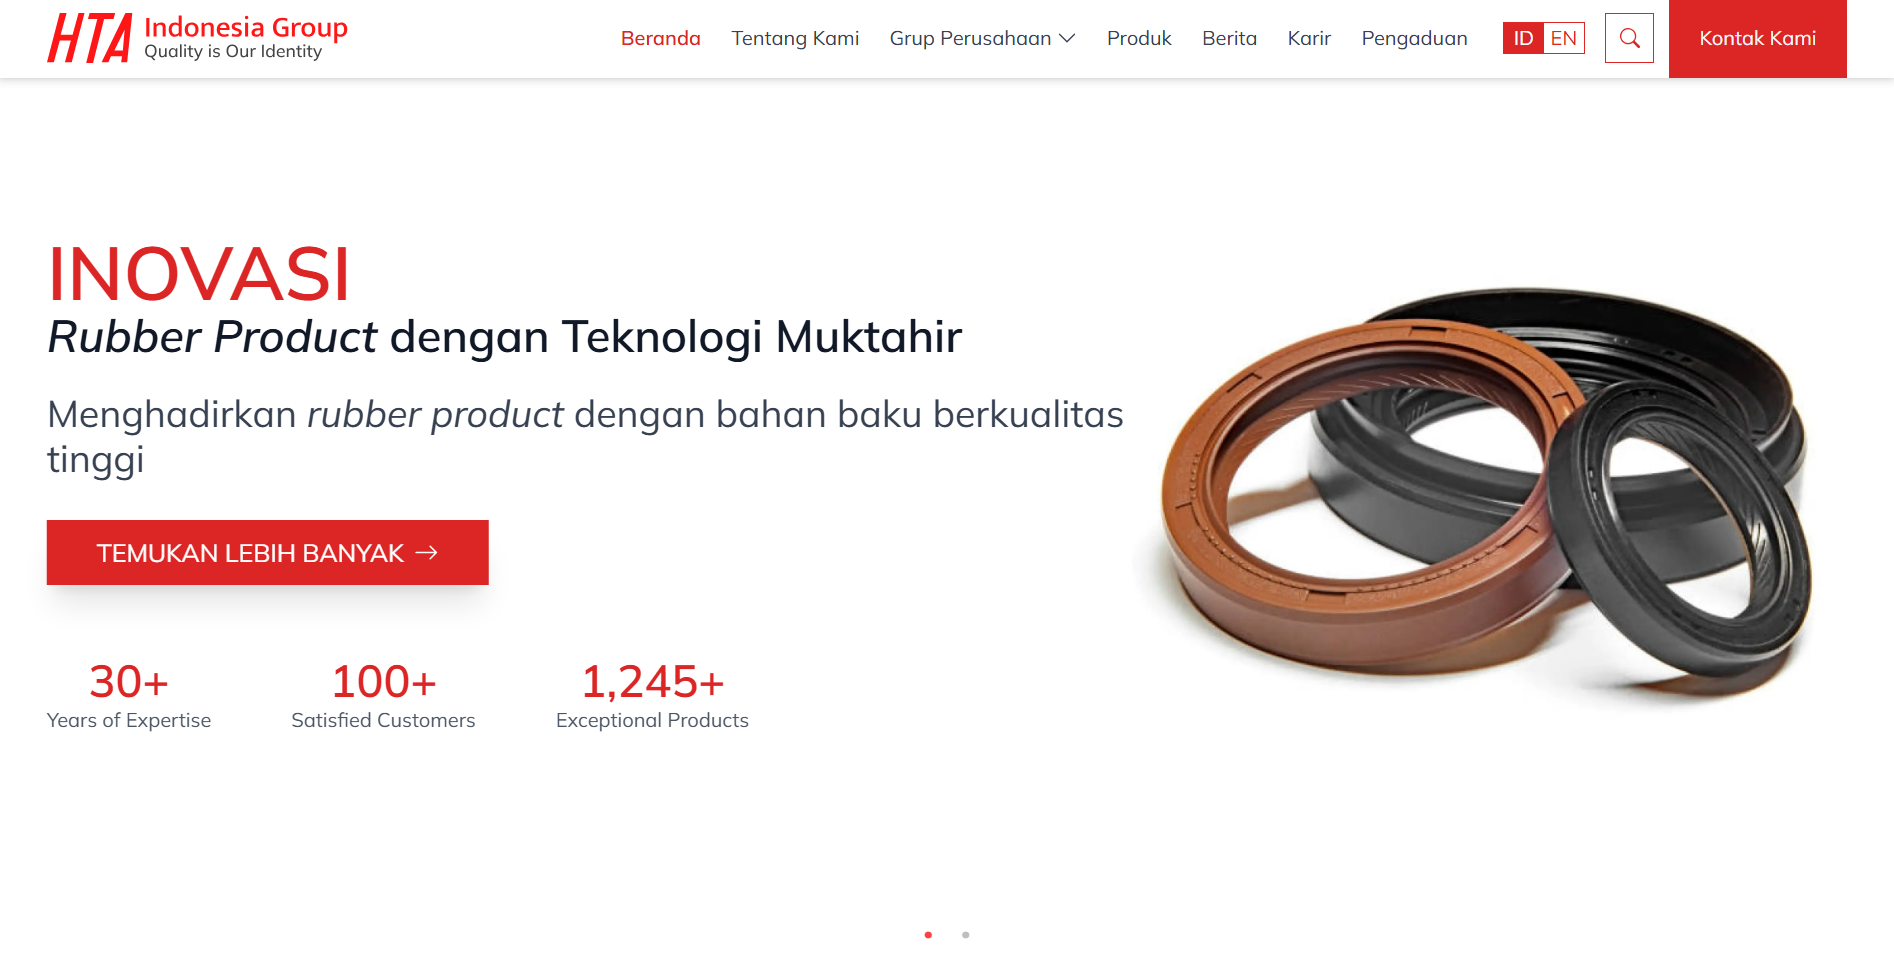 HTA Indonesia Group
Quality is Our Identity
Beranda Tentang Kami Grup Perusahaan Produk Berita Karir Pengaduan ID EN Kontak Kami
INOVASI
Rubber Product dengan Teknologi Muktahir
Menghadirkan rubber product dengan bahan baku berkualitas
tinggi
TEMUKAN LEBIH BANYAK →
30+ 100+ 1,245+
Years of Expertise Satisfied Customers Exceptional Products